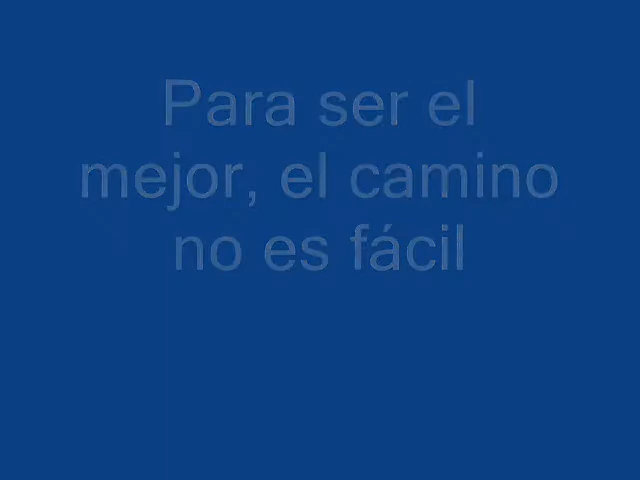 Para ser el
mejor, el camino
no es fácil